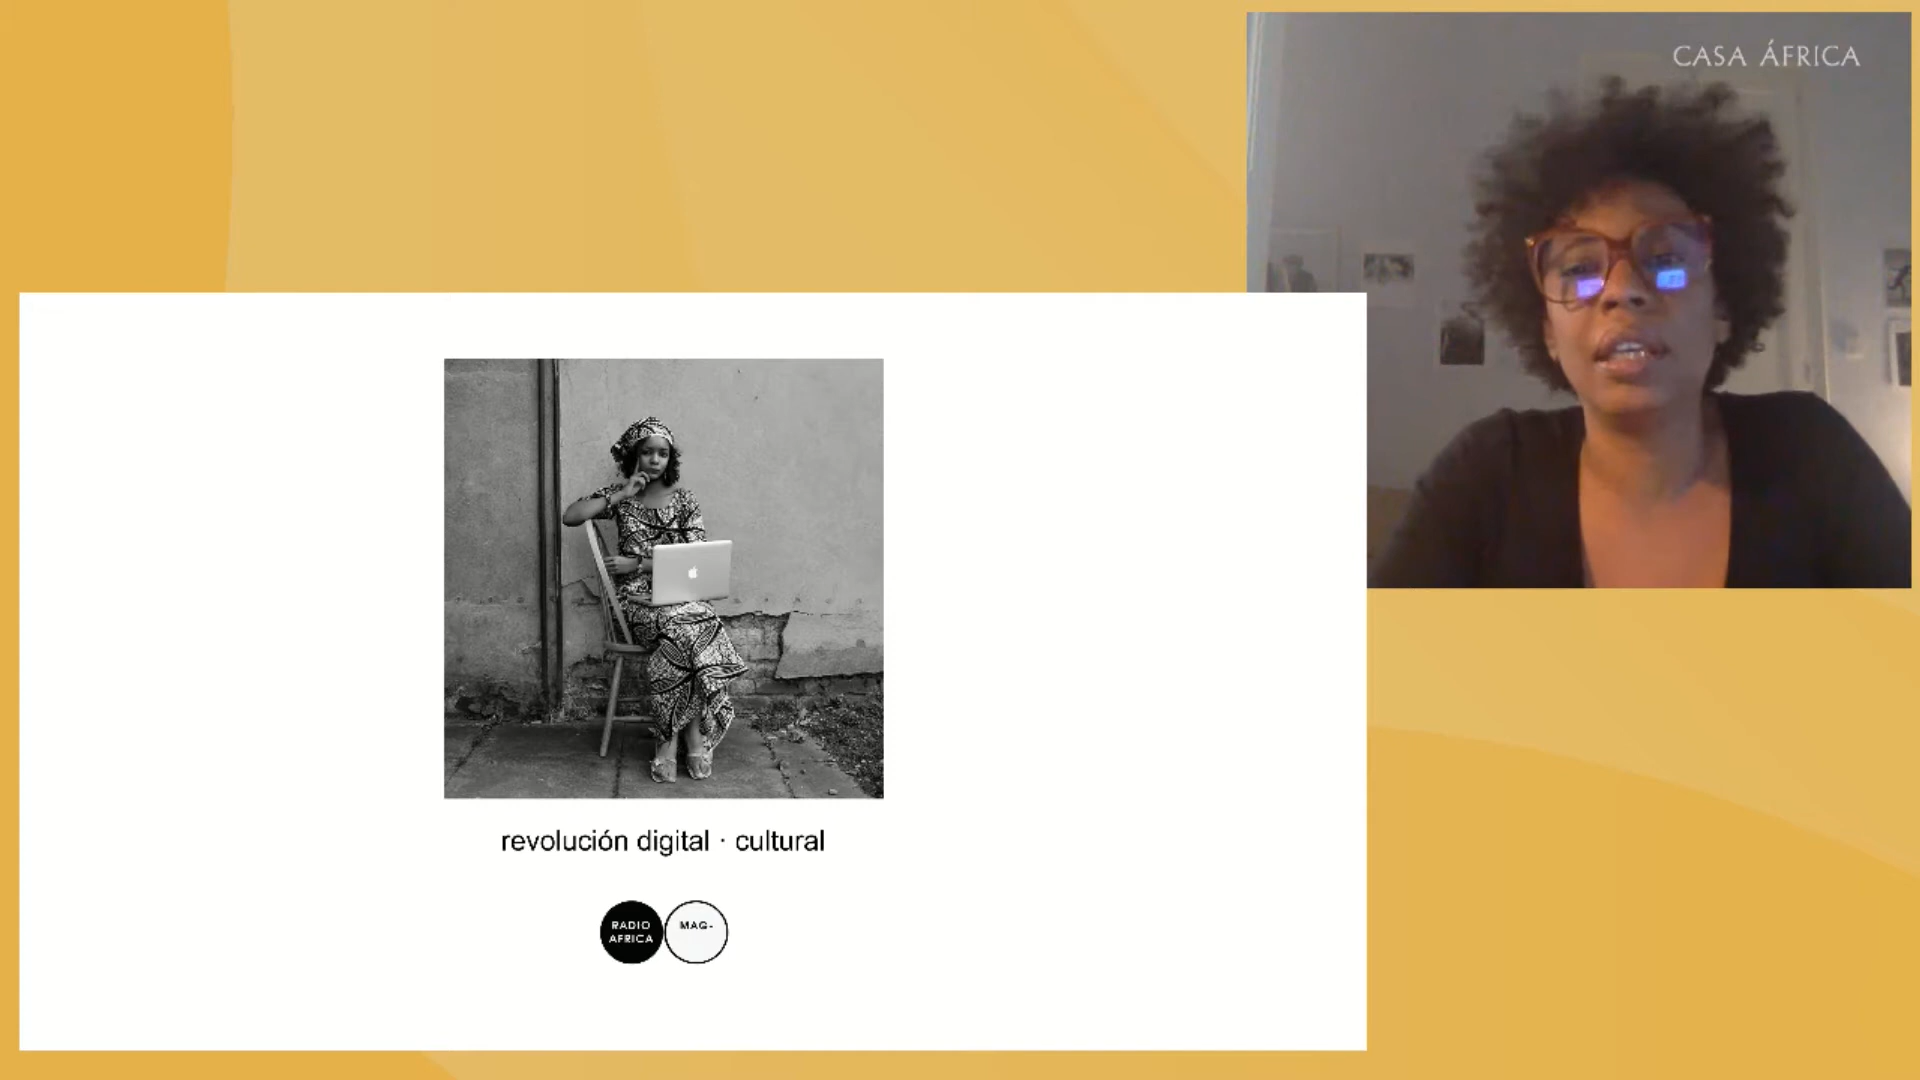 CASA ÁFRICA
revolución digital · cultural
RADIO
AFRICA
MAG-